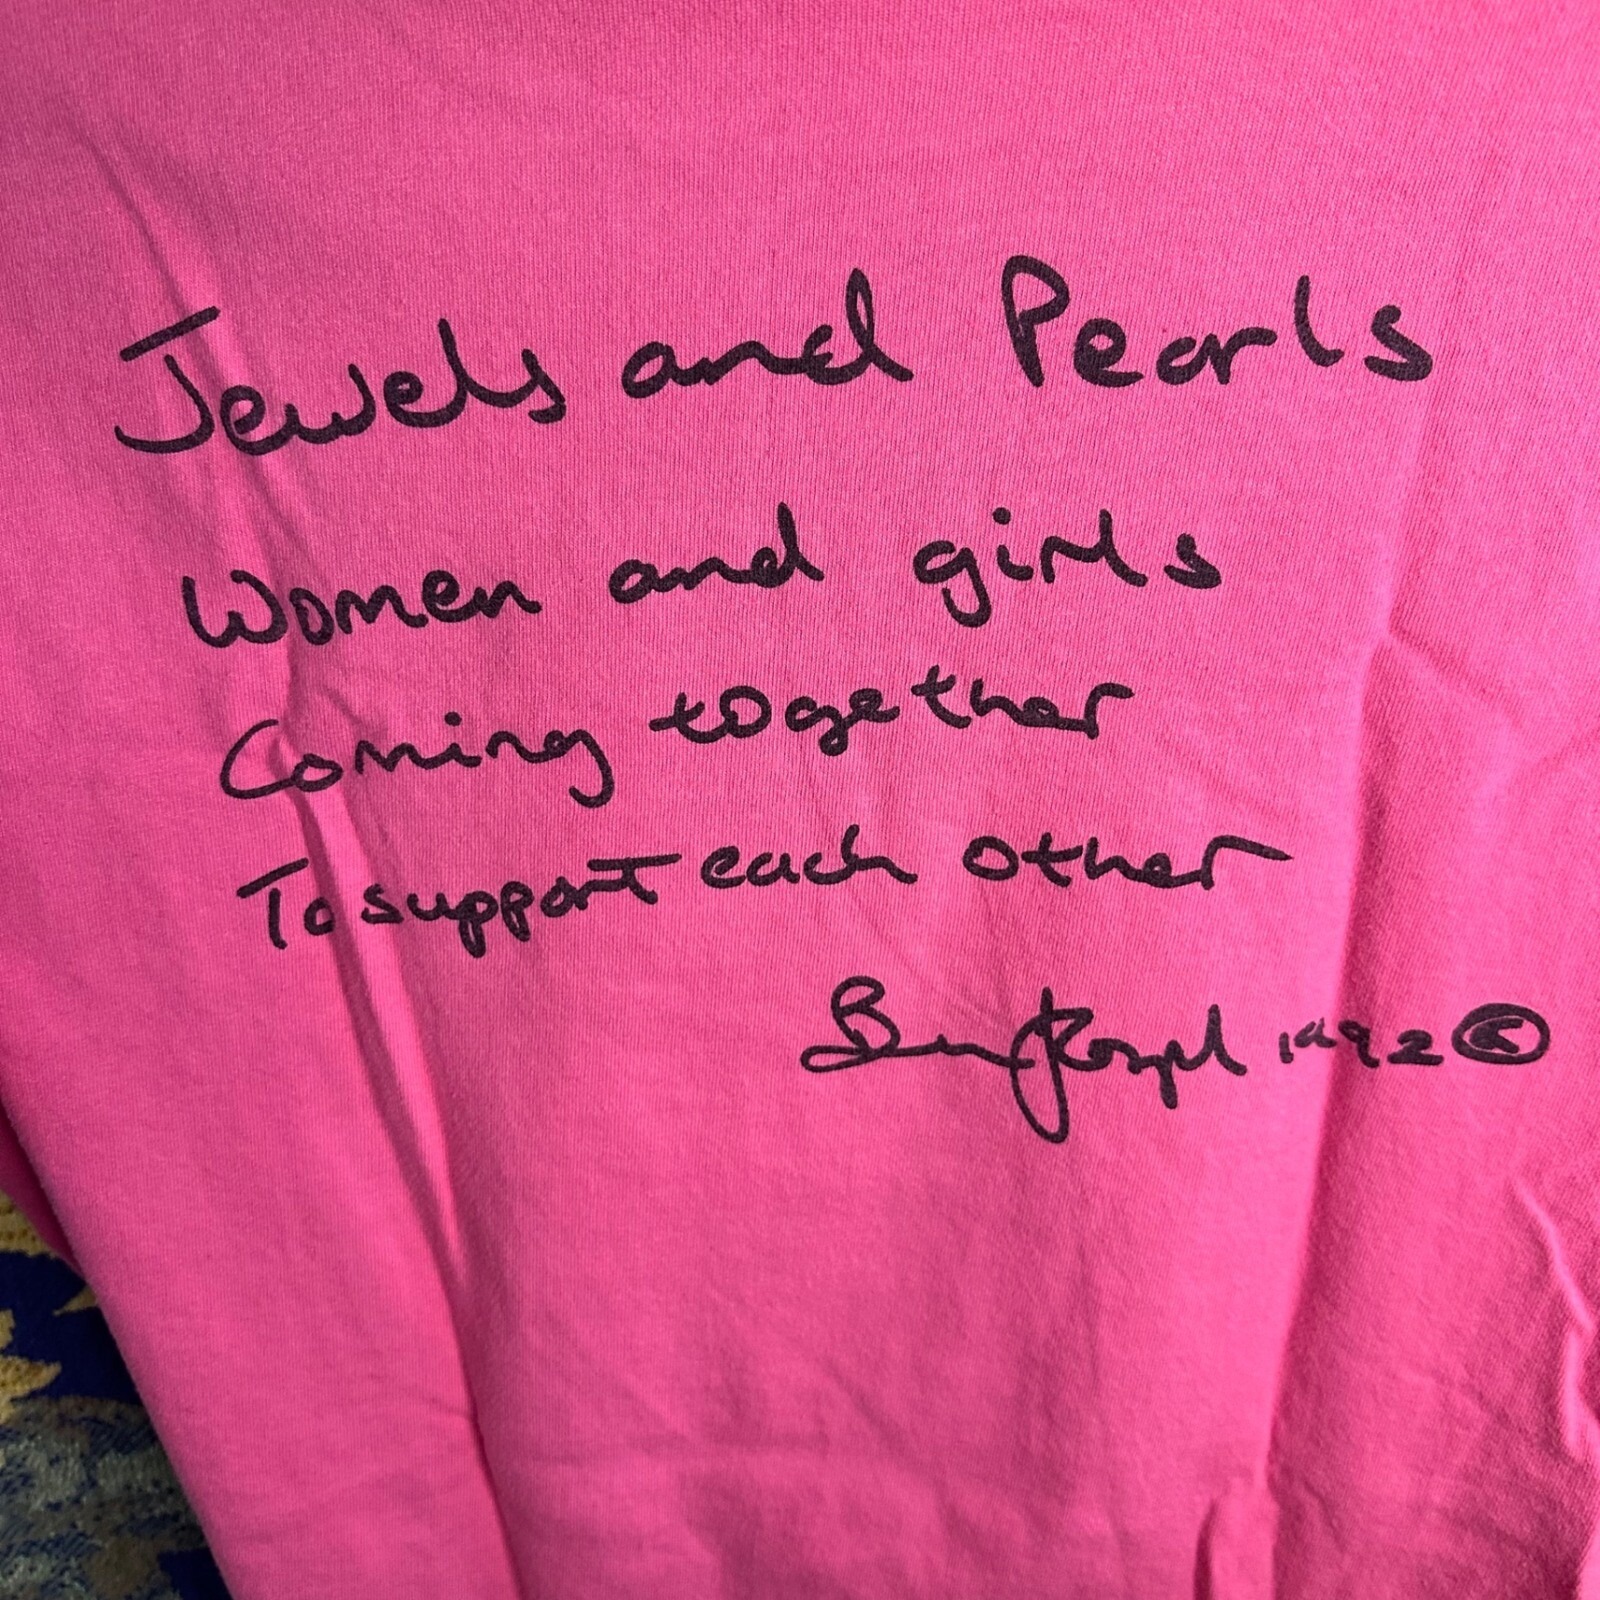 Jewels and Pearls
Women and girls
Coming together
To support each other
1992 ©